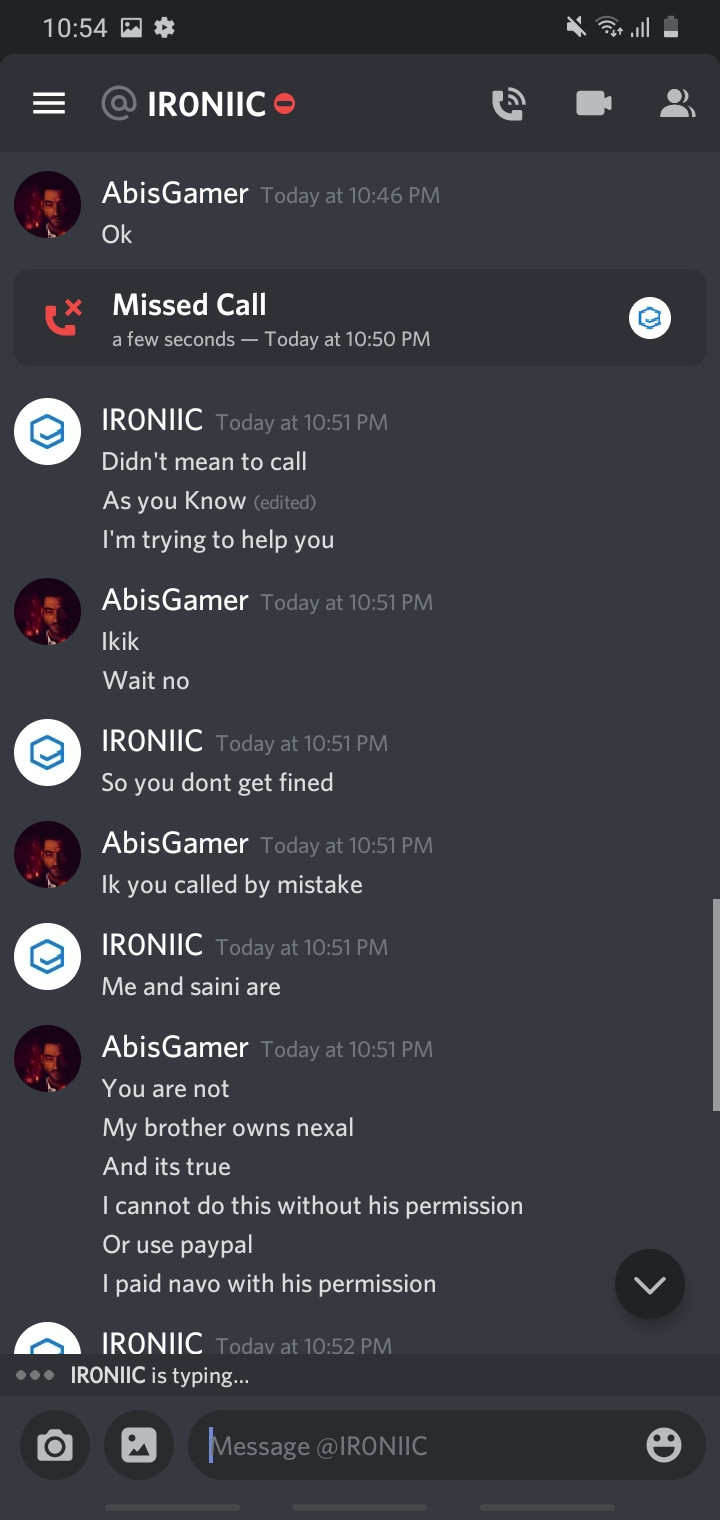 10:54
@ IRONIIC
AbisGamer Today at 10:46 PM
Ok
Missed Call
a few seconds — Today at 10:50 PM
IRONIIC Today at 10:51 PM
Didn't mean to call
As you Know (edited)
I'm trying to help you
AbisGamer Today at 10:51 PM
Ikik
Wait no
IRONIIC Today at 10:51 PM
So you dont get fined
AbisGamer Today at 10:51 PM
Ik you called by mistake
IRONIIC Today at 10:51 PM
Me and saini are
AbisGamer Today at 10:51 PM
You are not
My brother owns nexal
And its true
I cannot do this without his permission
Or use paypal
I paid navo with his permission
IRONIIC Today at 10:52 PM
IRONIIC is typing...
Message @IRONIIC